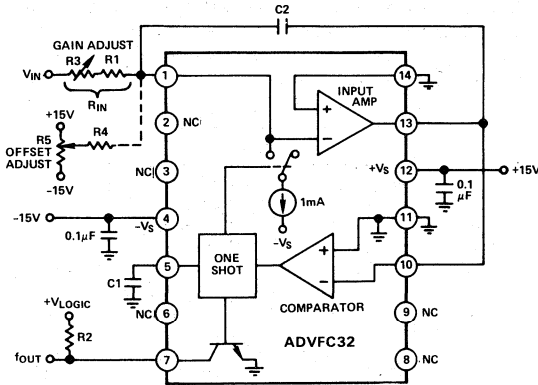 C2
GAIN ADJUST
R3 R1
VIN
RIN
+15V
R5
OFFSET
ADJUST
R4
-15V
1
2 NC
NC 3
-15V
0.1μF
-VS
4
C1
5
NC 6
+VLOGIC
R2
fOUT
7
INPUT
AMP
+
-
14
13
+VS
12
+15V
0.1
μF
1mA
-VS
11
ONE
SHOT
+
-
COMPARATOR
10
9 NC
ADVFC32
8 NC